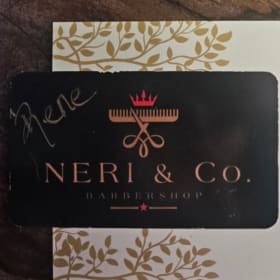 Rene
NERI & Co.
BARBERSHOP